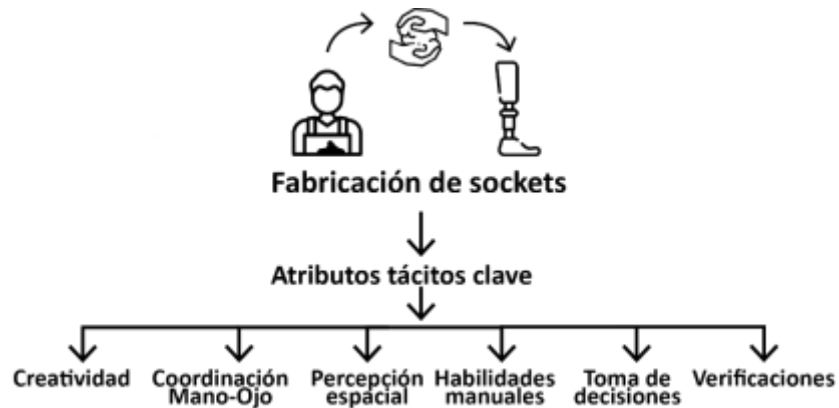 Fabricación de sockets
Atributos tácitos clave
Creatividad
Coordinación
Mano-Ojo
Percepción
espacial
Habilidades
manuales
Toma de
decisiones
Verificaciones